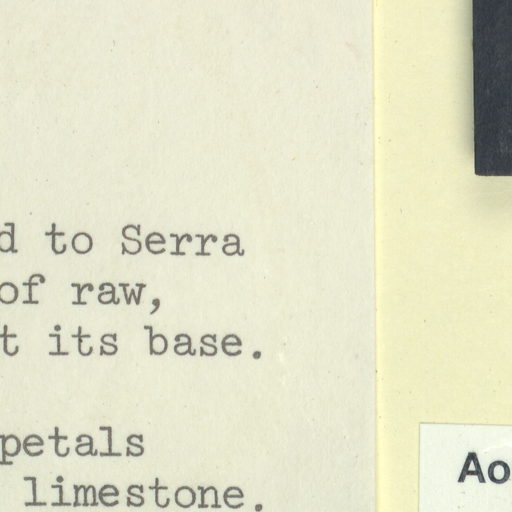 d to Serra
of raw,
t its base.
petals
limestone.
Ao